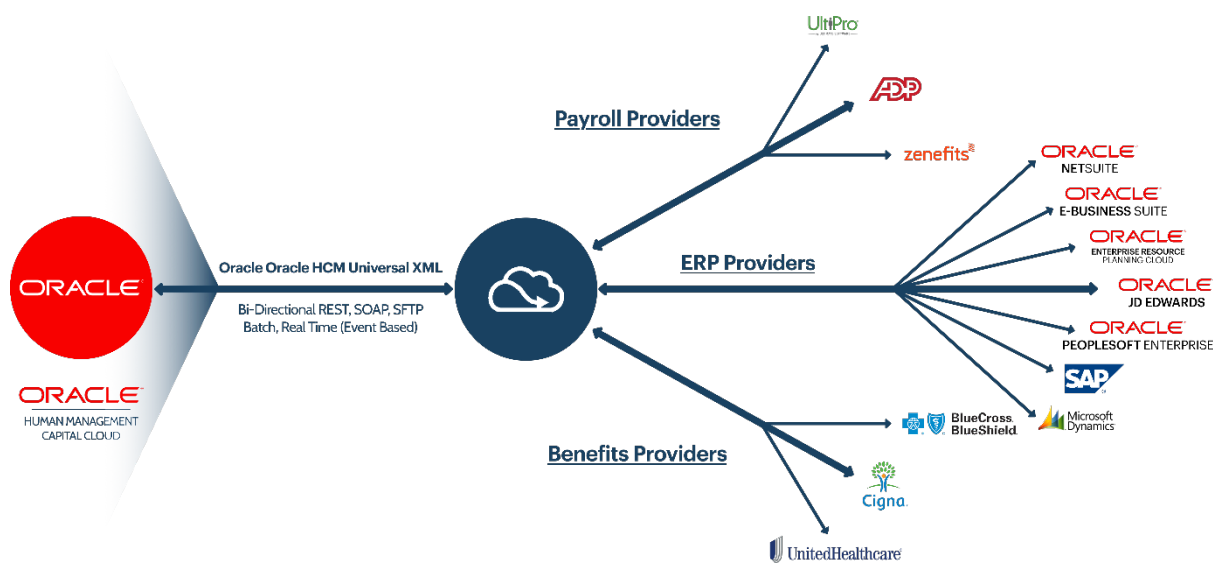 UltiPro
ADP
Payroll Providers
zenefits
ORACLE
NETSUITE
ORACLE
E-BUSINESS SUITE
ORACLE
ENTERPRISE RESOURCE
PLANNING CLOUD
ERP Providers
Oracle Oracle HCM Universal XML
ORACLE
ORACLE
JD EDWARDS
Bi-Directional REST, SOAP, SFTP
Batch, Real Time (Event Based)
ORACLE
PEOPLESOFT ENTERPRISE
SAP
ORACLE
HUMAN MANAGEMENT
CAPITAL CLOUD
BlueCross
BlueShield
Microsoft
Dynamics
Benefits Providers
Cigna
UnitedHealthcare